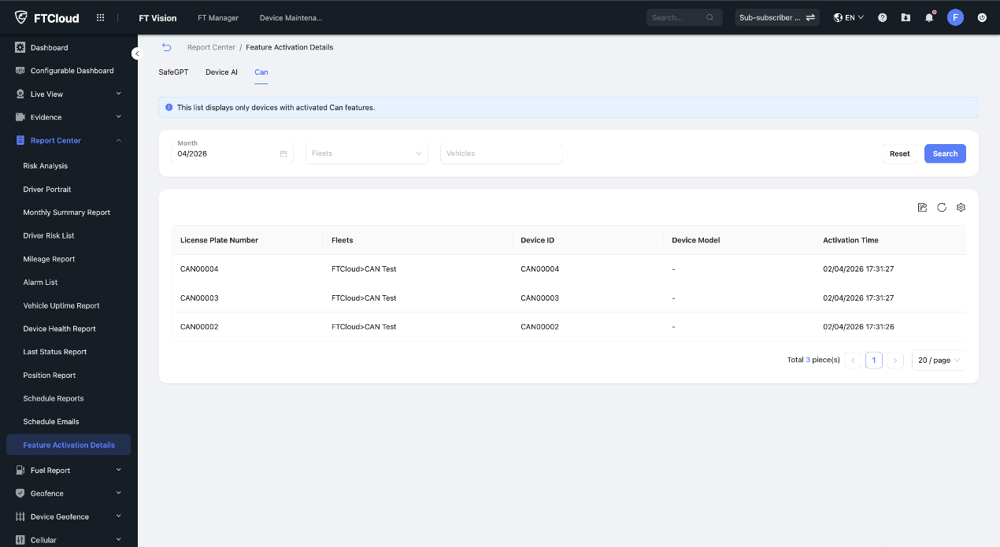 FTCloud
FT Vision
FT Manager
Device Maintena...
Search...
Sub-subscriber ...
EN
F
Dashboard
Configurable Dashboard
Live View
Evidence
Report Center
Risk Analysis
Driver Portrait
Monthly Summary Report
Driver Risk List
Mileage Report
Alarm List
Vehicle Uptime Report
Device Health Report
Last Status Report
Position Report
Schedule Reports
Schedule Emails
Feature Activation Details
Fuel Report
Geofence
Device Geofence
Cellular
Report Center / Feature Activation Details
SafeGPT Device AI Can
This list displays only devices with activated Can features.
Month
04/2026
Fleets
Vehicles
Reset
Search
License Plate Number Fleets Device ID Device Model Activation Time
CAN00004 FTCloud>CAN Test CAN00004 - 02/04/2026 17:31:27
CAN00003 FTCloud>CAN Test CAN00003 - 02/04/2026 17:31:27
CAN00002 FTCloud>CAN Test CAN00002 - 02/04/2026 17:31:26
Total 3 piece(s) < 1 > 20 / page